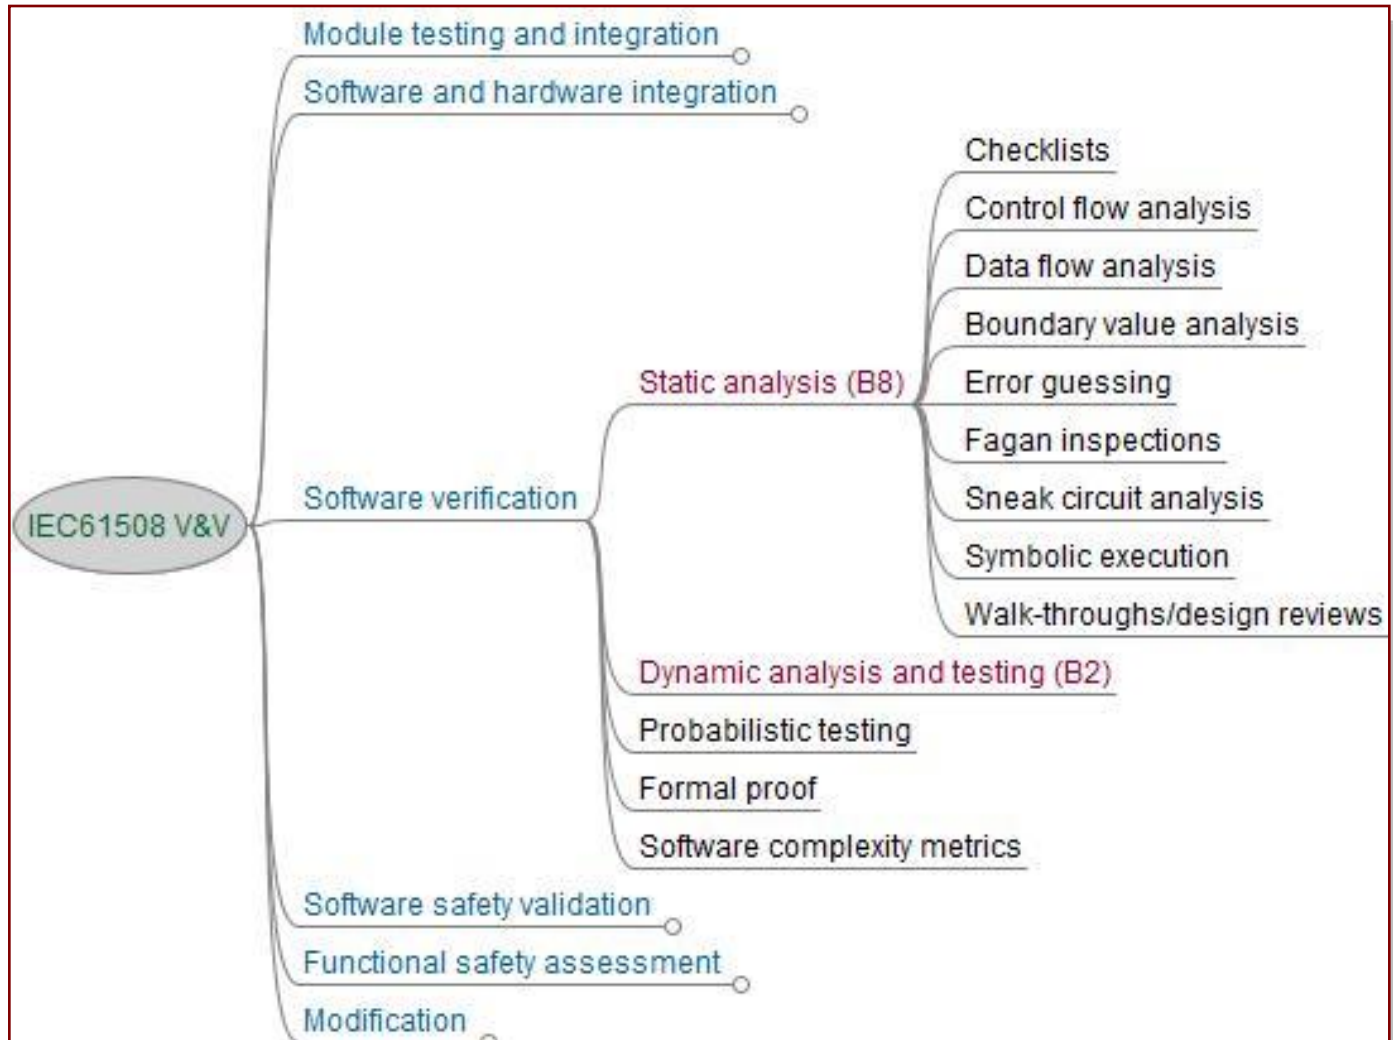 Module testing and integration
Software and hardware integration
Checklists
Control flow analysis
Data flow analysis
Boundary value analysis
Static analysis (B8)
Error guessing
Fagan inspections
Software verification
Sneak circuit analysis
IEC61508 V&V
Symbolic execution
Walk-throughs/design reviews
Dynamic analysis and testing (B2)
Probabilistic testing
Formal proof
Software complexity metrics
Software safety validation
Functional safety assessment
Modification